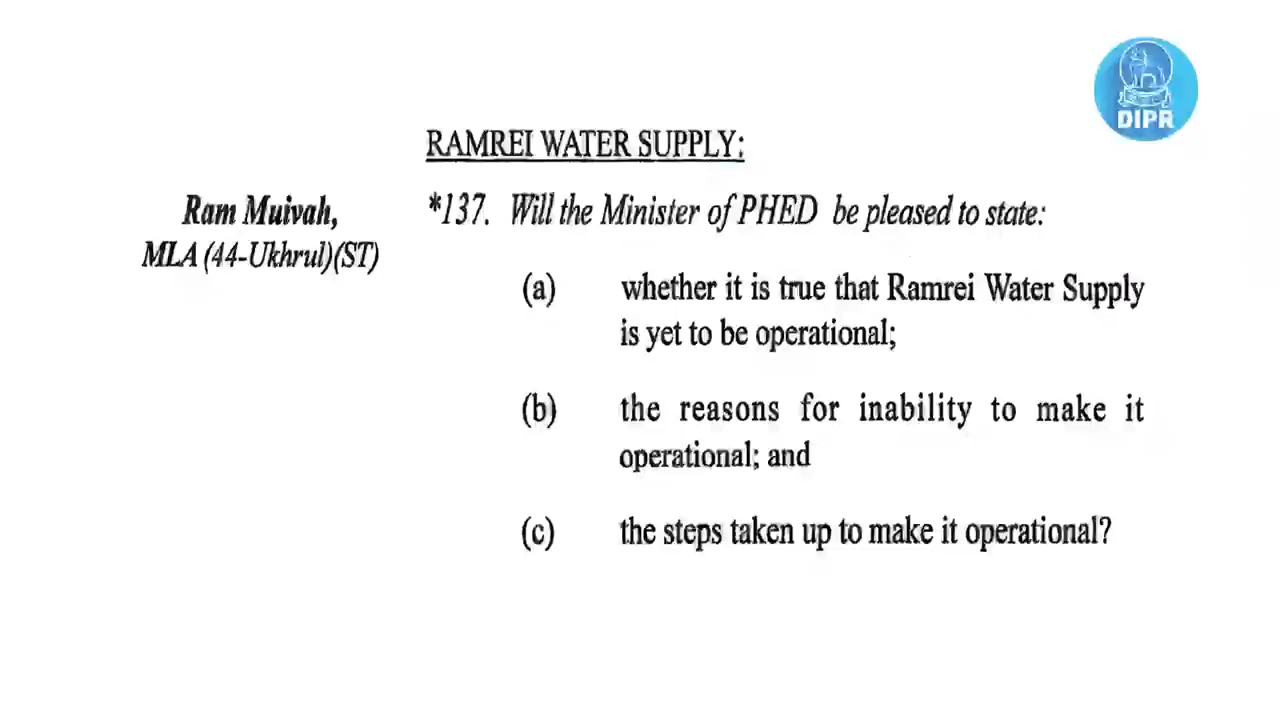 DIPR
RAMREI WATER SUPPLY:
Ram Muivah,
MLA (44-Ukhrul)(ST)
*137. Will the Minister of PHED be pleased to state:
(a) whether it is true that Ramrei Water Supply
is yet to be operational;
(b) the reasons for inability to make it
operational; and
(c) the steps taken up to make it operational?